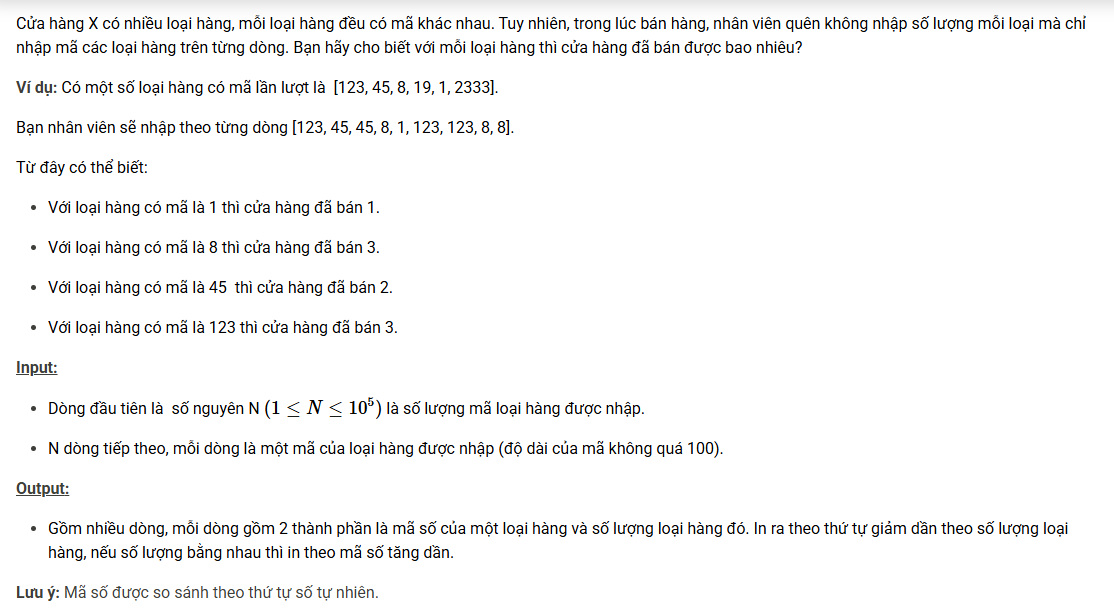 Cửa hàng X có nhiều loại hàng, mỗi loại hàng đều có mã khác nhau. Tuy nhiên, trong lúc bán hàng, nhân viên quên không nhập số lượng mỗi loại mà chỉ
nhập mã các loại hàng trên từng dòng. Bạn hãy cho biết với mỗi loại hàng thì cửa hàng đã bán được bao nhiêu?
Ví dụ: Có một số loại hàng có mã lần lượt là [123, 45, 8, 19, 1, 2333].
Bạn nhân viên sẽ nhập theo từng dòng [123, 45, 45, 8, 1, 123, 123, 8, 8].
Từ đây có thể biết:
• Với loại hàng có mã là 1 thì cửa hàng đã bán 1.
• Với loại hàng có mã là 8 thì cửa hàng đã bán 3.
• Với loại hàng có mã là 45 thì cửa hàng đã bán 2.
• Với loại hàng có mã là 123 thì cửa hàng đã bán 3.
Input:
• Dòng đầu tiên là số nguyên N (1 ≤ N ≤ 10⁵) là số lượng mã loại hàng được nhập.
• N dòng tiếp theo, mỗi dòng là một mã của loại hàng được nhập (độ dài của mã không quá 100).
Output:
• Gồm nhiều dòng, mỗi dòng gồm 2 thành phần là mã số của một loại hàng và số lượng loại hàng đó. In ra theo thứ tự giảm dần theo số lượng loại
hàng, nếu số lượng bằng nhau thì in theo mã số tăng dần.
Lưu ý: Mã số được so sánh theo thứ tự số tự nhiên.